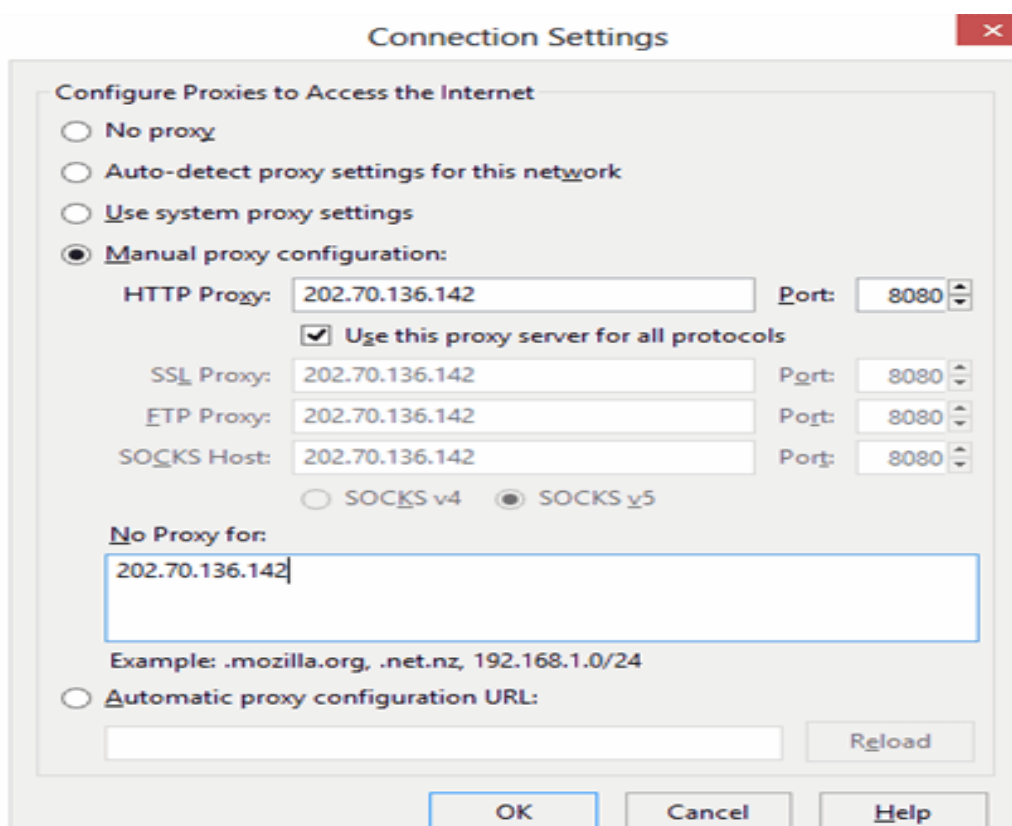 Connection Settings
Configure Proxies to Access the Internet
No proxy
Auto-detect proxy settings for this network
Use system proxy settings
Manual proxy configuration:
HTTP Proxy: 202.70.136.142 Port: 8080
Use this proxy server for all protocols
SSL Proxy: 202.70.136.142 Port: 8080
FTP Proxy: 202.70.136.142 Port: 8080
SOCKS Host: 202.70.136.142 Port: 8080
SOCKS v4 SOCKS v5
No Proxy for:
202.70.136.142
Example: .mozilla.org, .net.nz, 192.168.1.0/24
Automatic proxy configuration URL:
Reload
OK Cancel Help